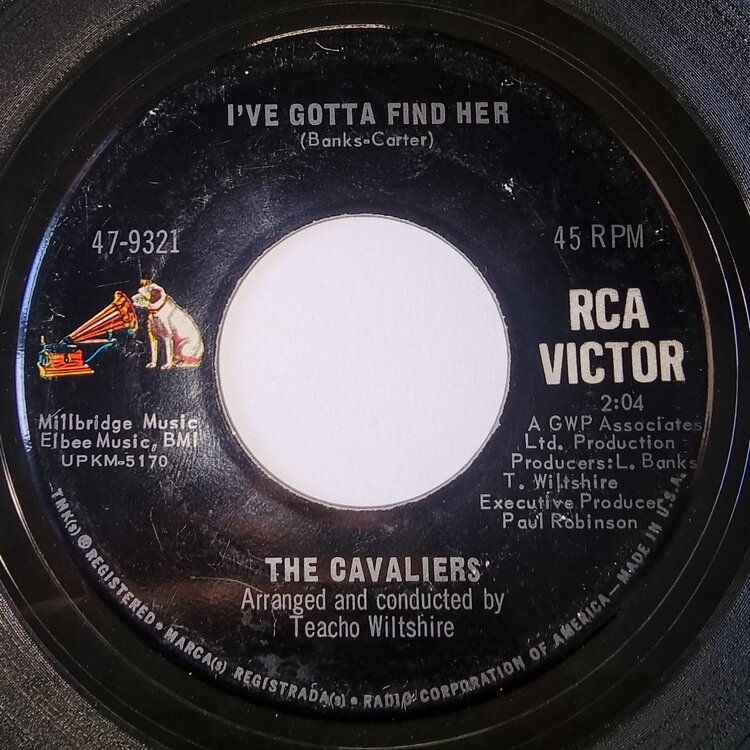 I'VE GOTTA FIND HER
(Banks-Carter)
47-9321
45 RPM
RCA
VICTOR
2:04
Millbridge Music
Elbee Music, BMI
UPKM-5170
A GWP Associates
Ltd. Production
Producers: L. Banks
T. Wiltshire
Executive Producer
Paul Robinson
THE CAVALIERS
Arranged and conducted by
Teacho Wiltshire
TMK(s) ® REGISTERED • MARCA(s) REGISTRADA(s) • RADIO CORPORATION OF AMERICA — MADE IN U.S.A.